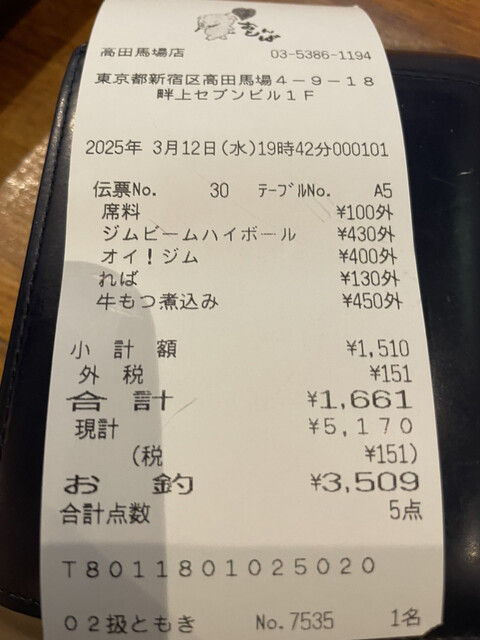 高田馬場店 03-5386-1194
東京都新宿区高田馬場4-9-18
畔上セブンビル1F
2025年 3月12日(水)19時42分000101
伝票No. 30 テーブルNo. A5
席料 ¥100外
ジムビームハイボール ¥430外
オイ!ジム ¥400外
れば ¥130外
牛もつ煮込み ¥450外
小計額 ¥1,510
外税 ¥151
合計 ¥1,661
現計 ¥5,170
(税 ¥151)
お釣 ¥3,509
合計点数 5点
T8011801025020
02扱ともき No.7535 1名